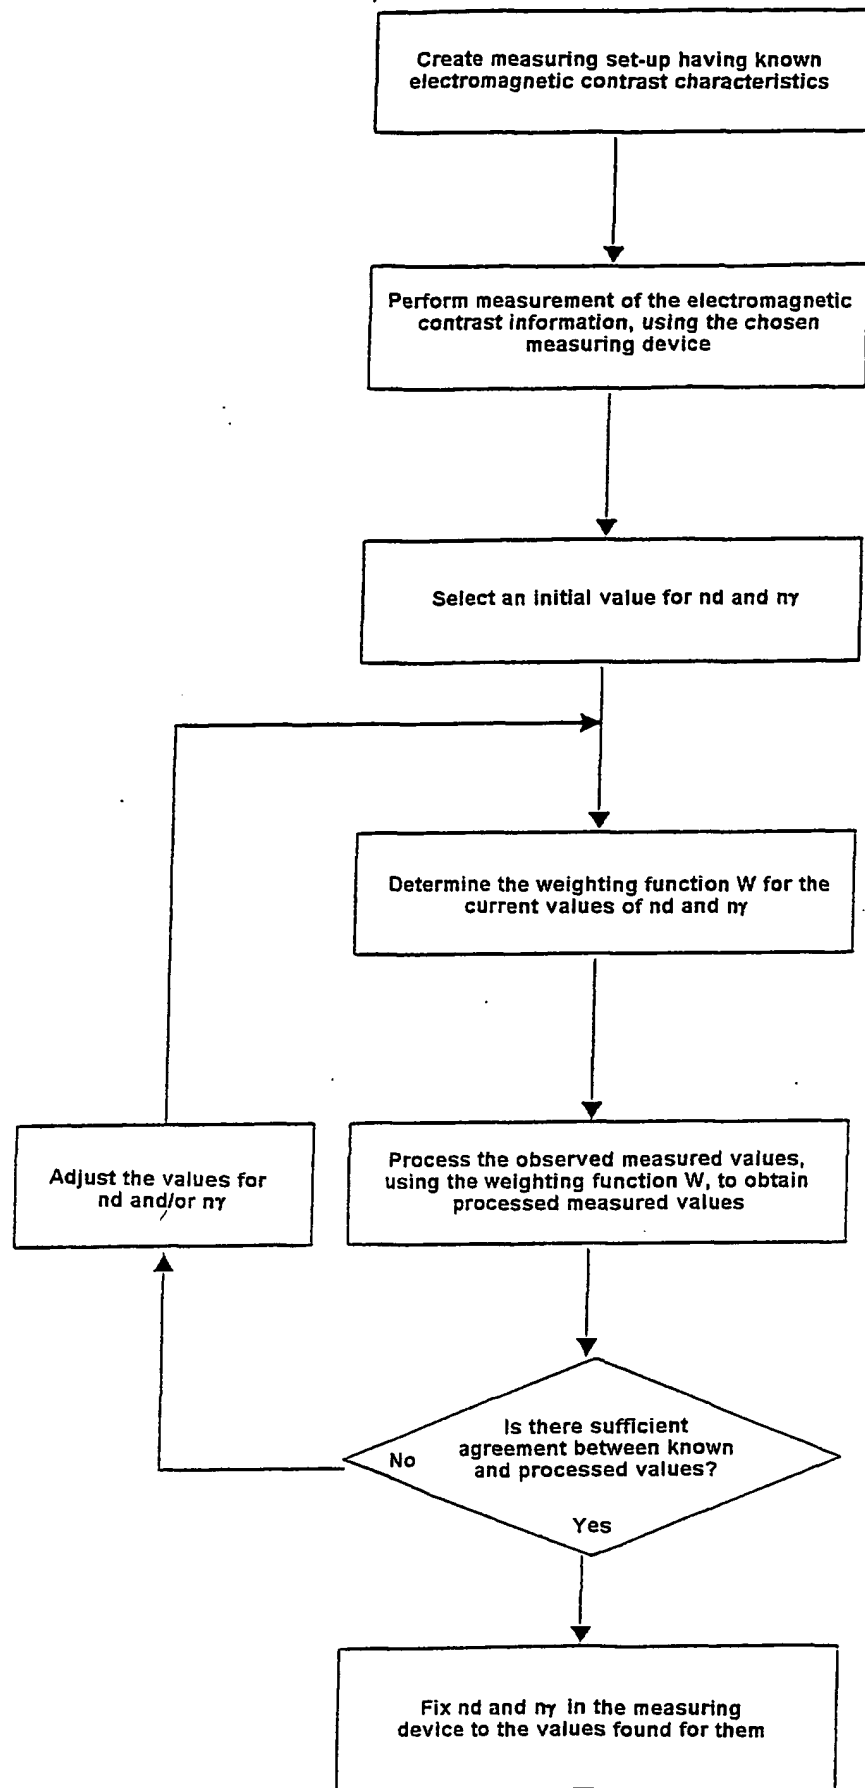 Create measuring set-up having known
electromagnetic contrast characteristics
Perform measurement of the electromagnetic
contrast information, using the chosen
measuring device
Select an initial value for nd and nγ
Determine the weighting function W for the
current values of nd and nγ
Adjust the values for
nd and/or nγ
Process the observed measured values,
using the weighting function W, to obtain
processed measured values
Is there sufficient
agreement between known
and processed values?
No
Yes
Fix nd and nγ in the measuring
device to the values found for them